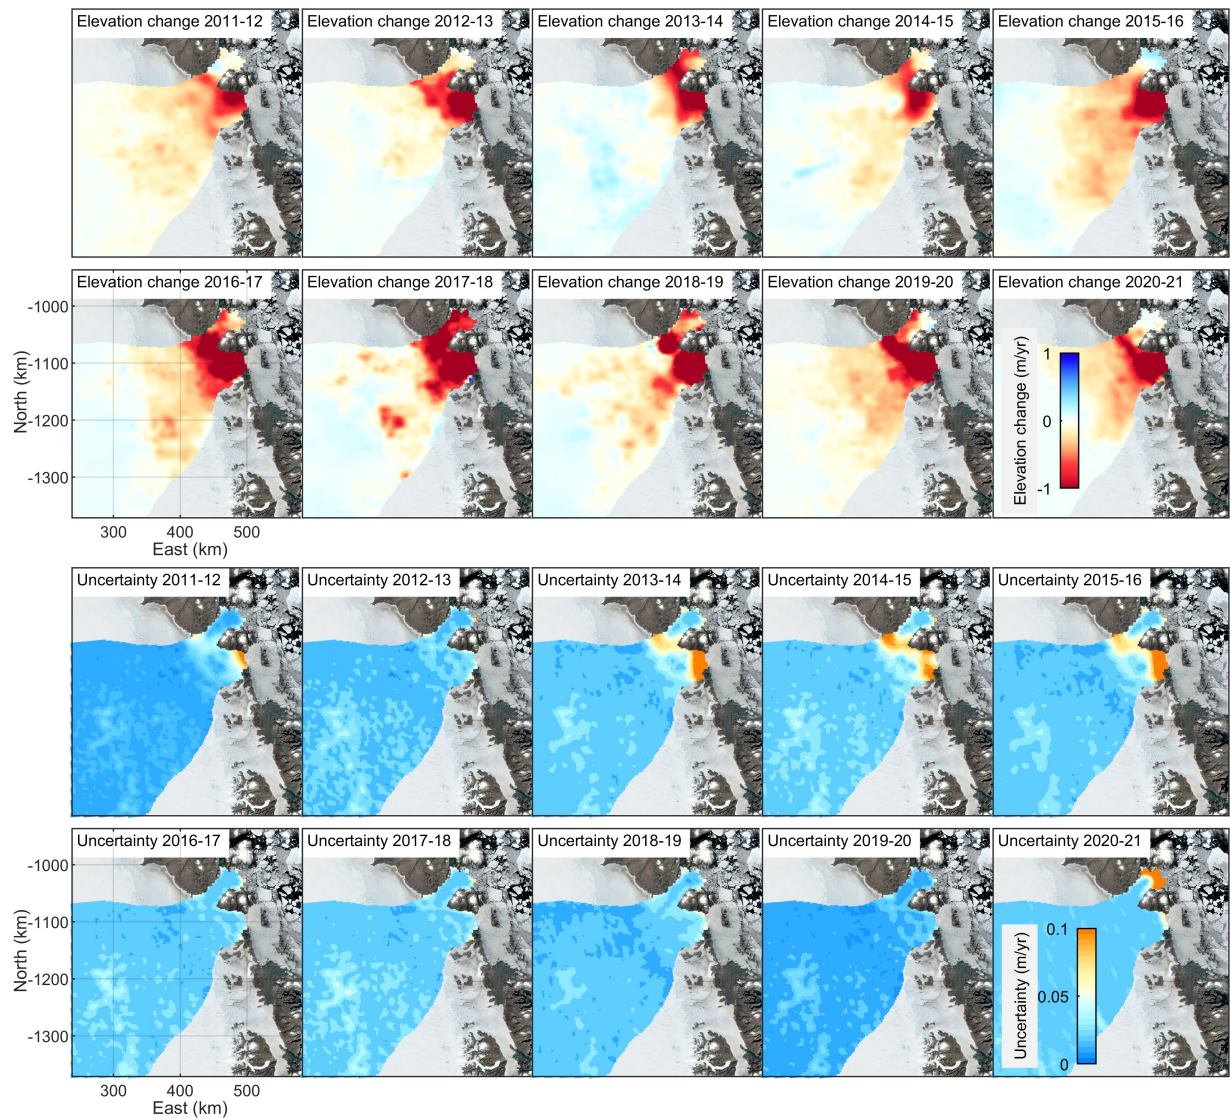 Elevation change 2011-12
Elevation change 2012-13
Elevation change 2013-14
Elevation change 2014-15
Elevation change 2015-16
Elevation change 2016-17
Elevation change 2017-18
Elevation change 2018-19
Elevation change 2019-20
Elevation change 2020-21
-1000
-1100
-1200
-1300
North (km)
300 400 500
East (km)
Elevation change (m/yr)
1
0
-1
Uncertainty 2011-12
Uncertainty 2012-13
Uncertainty 2013-14
Uncertainty 2014-15
Uncertainty 2015-16
Uncertainty 2016-17
Uncertainty 2017-18
Uncertainty 2018-19
Uncertainty 2019-20
Uncertainty 2020-21
-1000
-1100
-1200
-1300
North (km)
300 400 500
East (km)
Uncertainty (m/yr)
0.1
0.05
0